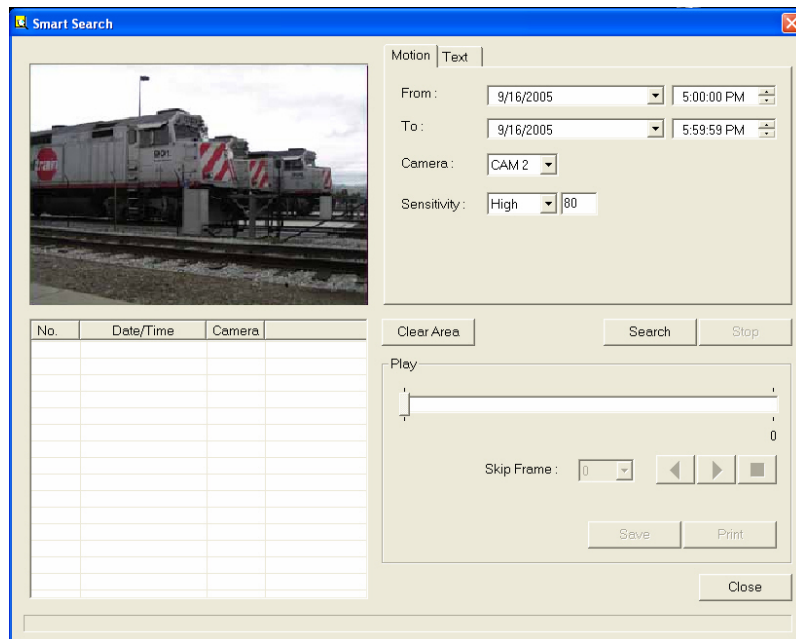 Smart Search
Motion Text
From : 9/16/2005 5:00:00 PM
To : 9/16/2005 5:59:59 PM
Camera : CAM 2
Sensitivity : High 80
No. Date/Time Camera
Clear Area Search Stop
Play
0
Skip Frame : 0
Save Print
Close